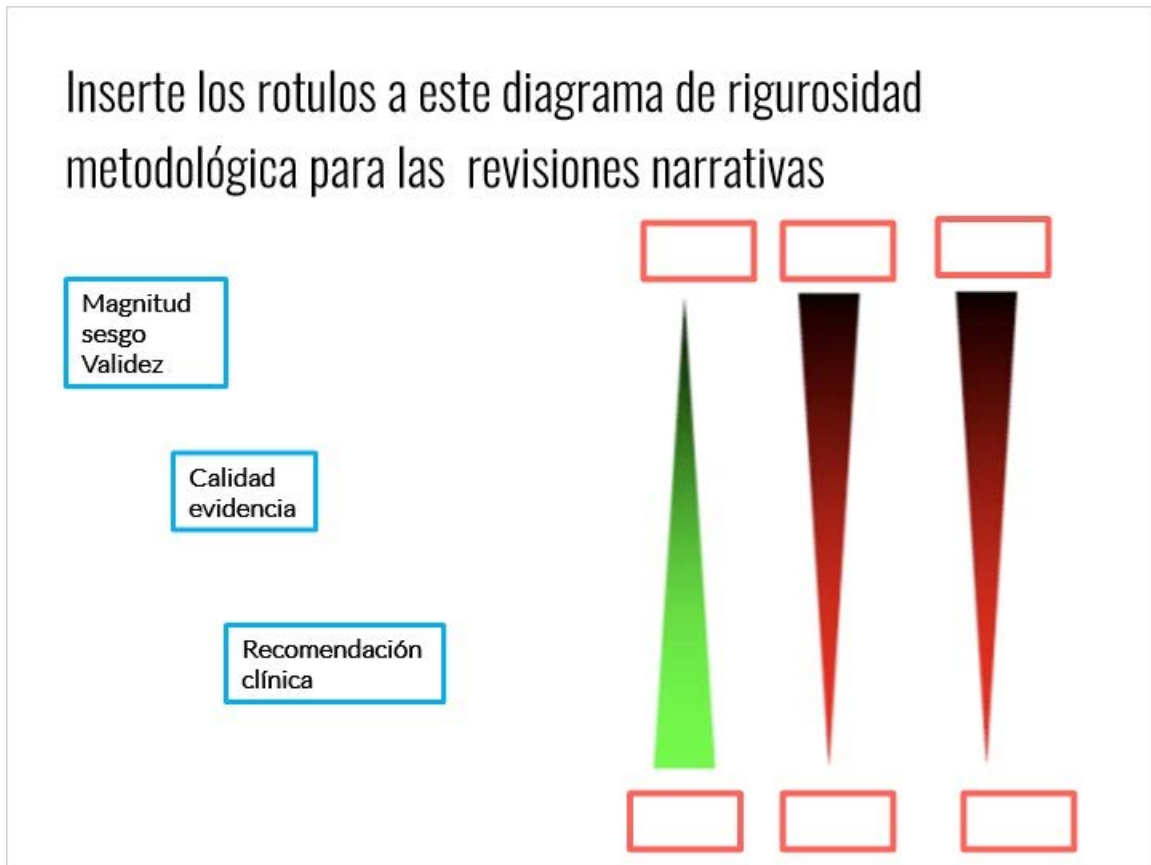 Inserte los rotulos a este diagrama de rigurosidad
metodológica para las revisiones narrativas
Magnitud
sesgo
Validez
Calidad
evidencia
Recomendación
clínica